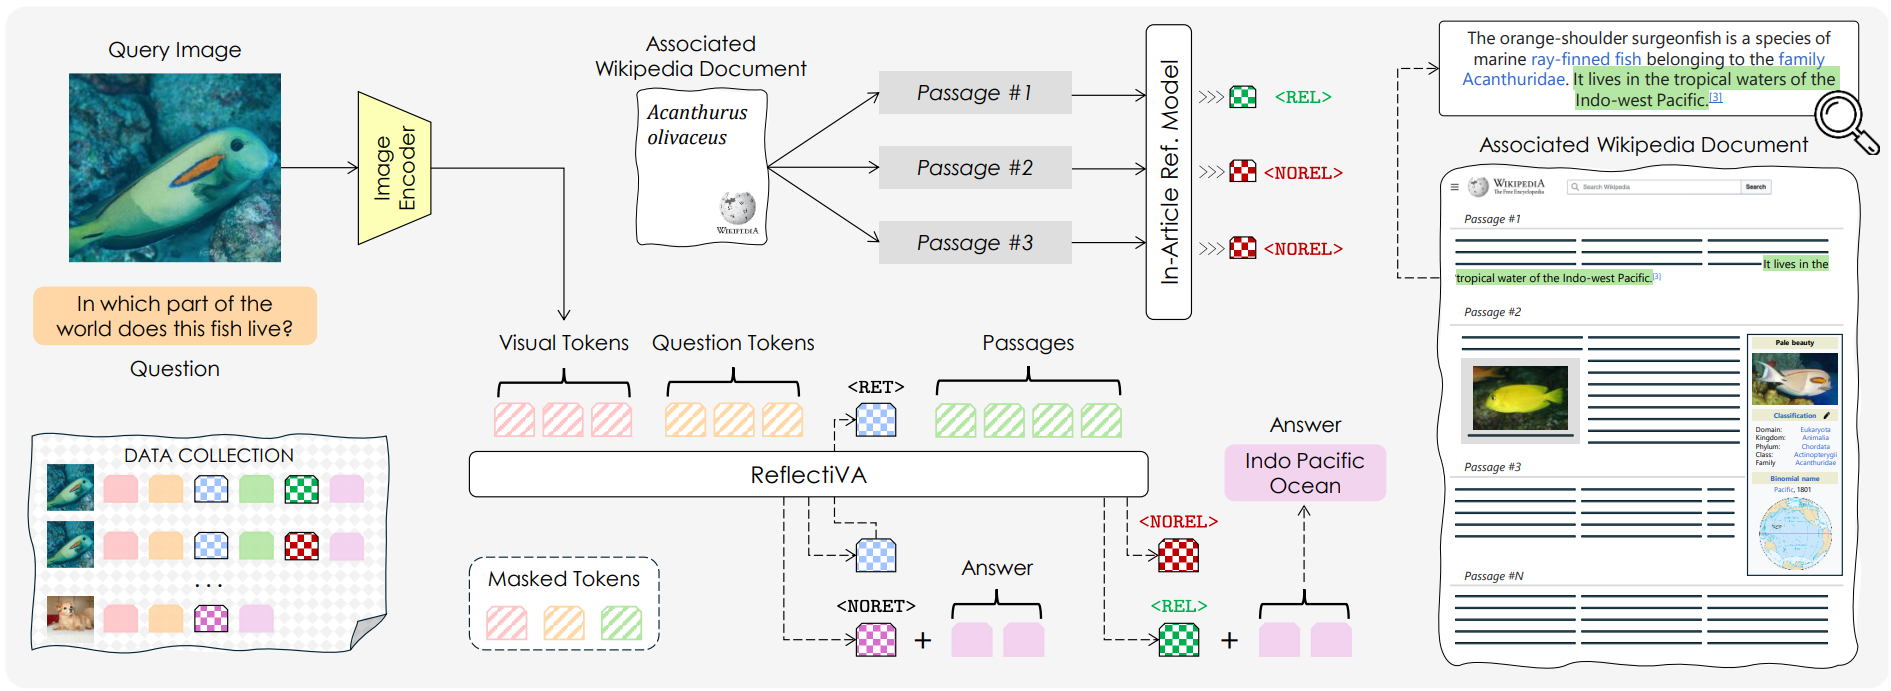 Query Image
In which part of the
world does this fish live?
Question
Image
Encoder
Associated
Wikipedia Document
Acanthurus
olivaceus
WIKIPEDIA
Passage #1
Passage #2
Passage #3
In-Article Ref. Model
>>> <REL>
>>> <NOREL>
>>> <NOREL>
The orange-shoulder surgeonfish is a species of
marine ray-finned fish belonging to the family
Acanthuridae. It lives in the tropical waters of the
Indo-west Pacific.[3]
Associated Wikipedia Document
WIKIPEDIA
The Free Encyclopedia
Search Wikipedia
Search
Passage #1
It lives in the
tropical water of the Indo-west Pacific.[3]
Passage #2
Pale beauty
Classification
Domain: Eukaryota
Kingdom: Animalia
Phylum: Chordata
Class: Actinopterygii
Family Acanthuridae
Binomial name
Pacific, 1801
Passage #3
Passage #N
Visual Tokens
Question Tokens
<RET>
Passages
ReflectiVA
Answer
Indo Pacific
Ocean
<NOREL>
<NORET>
+
Answer
<REL>
+
Masked Tokens
DATA COLLECTION
...